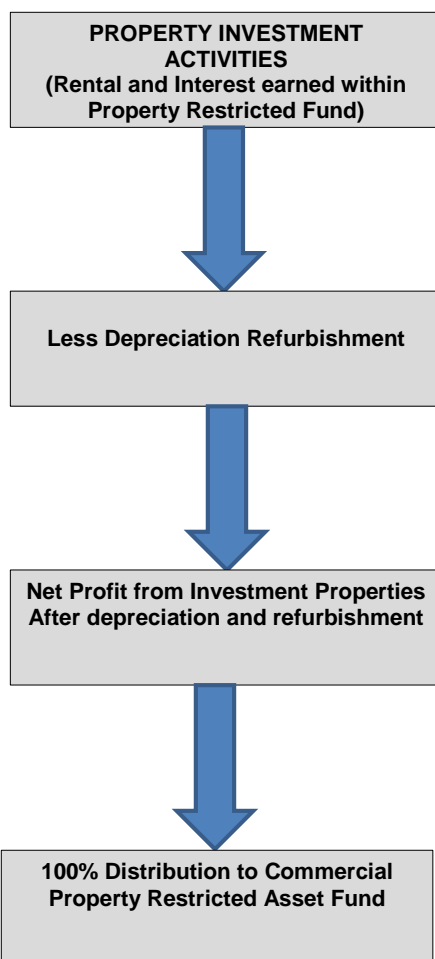 PROPERTY INVESTMENT
ACTIVITIES
(Rental and Interest earned within
Property Restricted Fund)
Less Depreciation Refurbishment
Net Profit from Investment Properties
After depreciation and refurbishment
100% Distribution to Commercial
Property Restricted Asset Fund